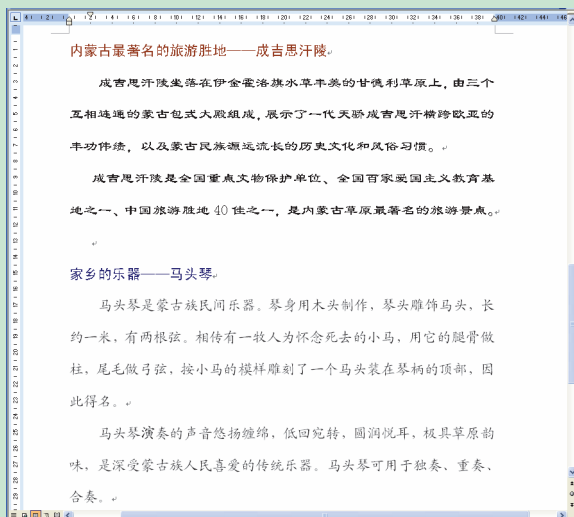 内蒙古最著名的旅游胜地——成吉思汗陵
成吉思汗陵坐落在伊金霍洛旗水草丰美的甘德利草原上，由三个
互相连通的蒙古包式大殿组成，展示了一代天骄成吉思汗横跨欧亚的
丰功伟绩，以及蒙古民族源远流长的历史文化和风俗习惯。
成吉思汗陵是全国重点文物保护单位、全国百家爱国主义教育基
地之一、中国旅游胜地 40 佳之一，是内蒙古草原最著名的旅游景点。
家乡的乐器——马头琴
马头琴是蒙古族民间乐器。琴身用木头制作，琴头雕饰马头，长
约一米，有两根弦。相传有一牧人为怀念死去的小马，用它的腿骨做
柱，尾毛做弓弦，按小马的模样雕刻了一个马头装在琴柄的顶部，因
此得名。
马头琴演奏的声音悠扬缠绵，低回宛转，圆润悦耳，极具草原韵
味，是深受蒙古族人民喜爱的传统乐器。马头琴可用于独奏、重奏、
合奏。